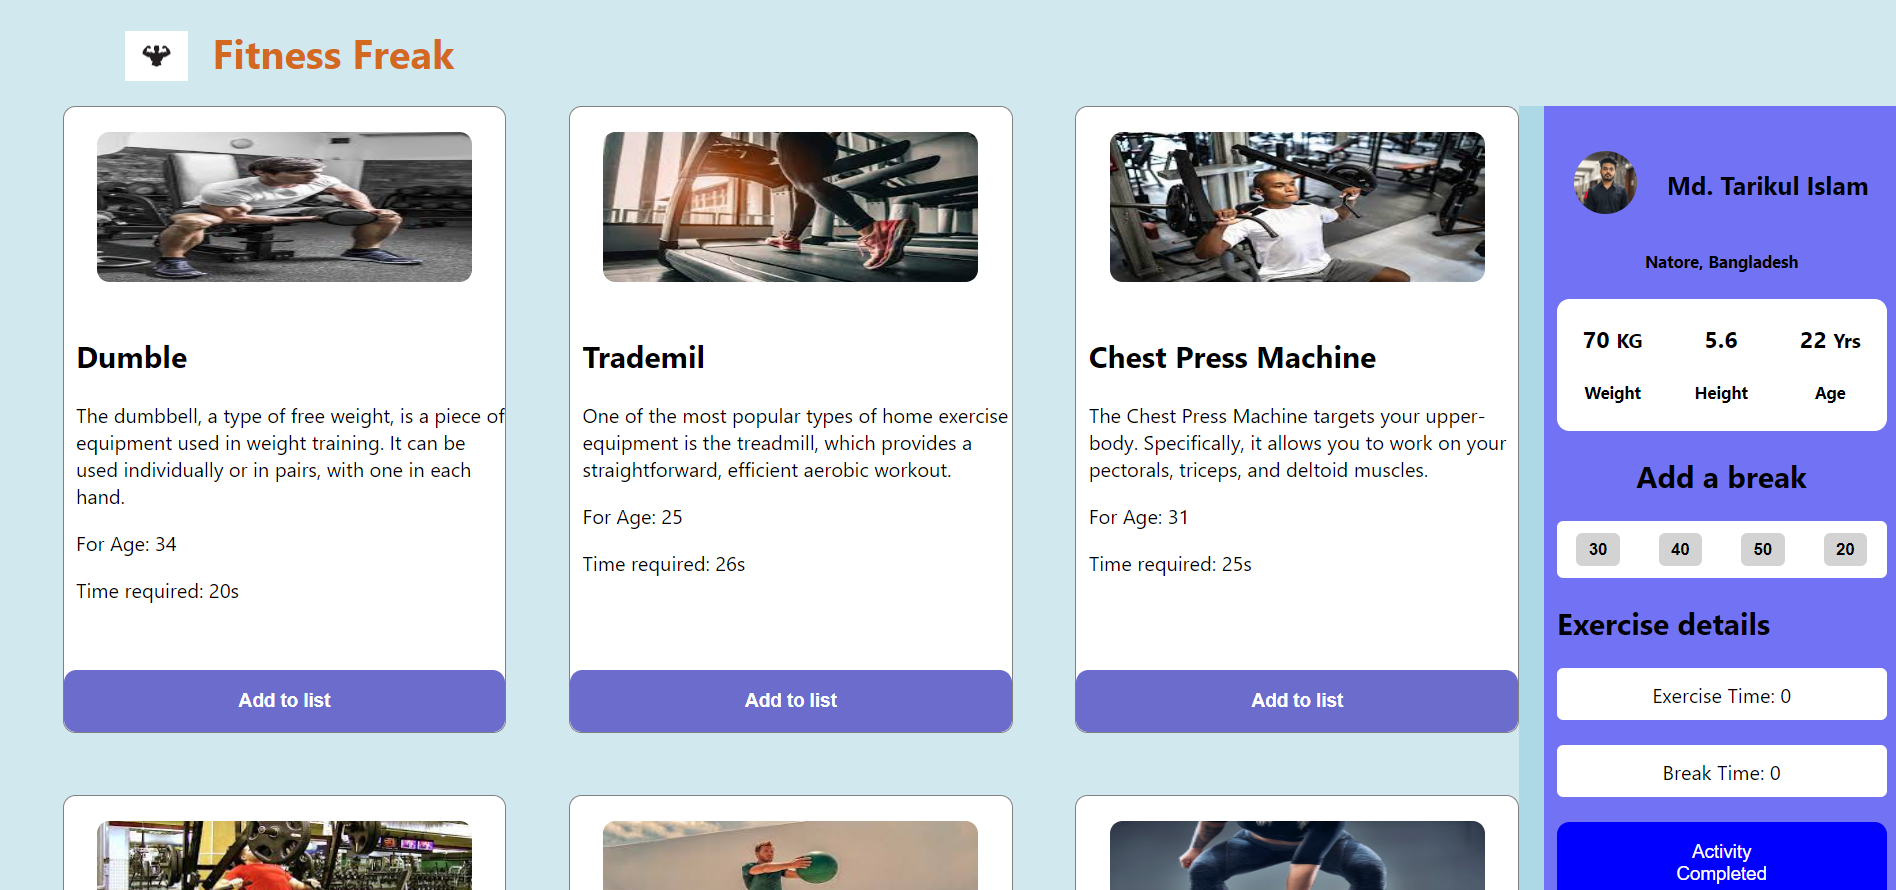 Fitness Freak
Dumble
The dumbbell, a type of free weight, is a piece of
equipment used in weight training. It can be
used individually or in pairs, with one in each
hand.
For Age: 34
Time required: 20s
Add to list
Trademil
One of the most popular types of home exercise
equipment is the treadmill, which provides a
straightforward, efficient aerobic workout.
For Age: 25
Time required: 26s
Add to list
Chest Press Machine
The Chest Press Machine targets your upper-
body. Specifically, it allows you to work on your
pectorals, triceps, and deltoid muscles.
For Age: 31
Time required: 25s
Add to list
Md. Tarikul Islam
Natore, Bangladesh
70 KG 5.6 22 Yrs
Weight Height Age
Add a break
30 40 50 20
Exercise details
Exercise Time: 0
Break Time: 0
Activity
Completed